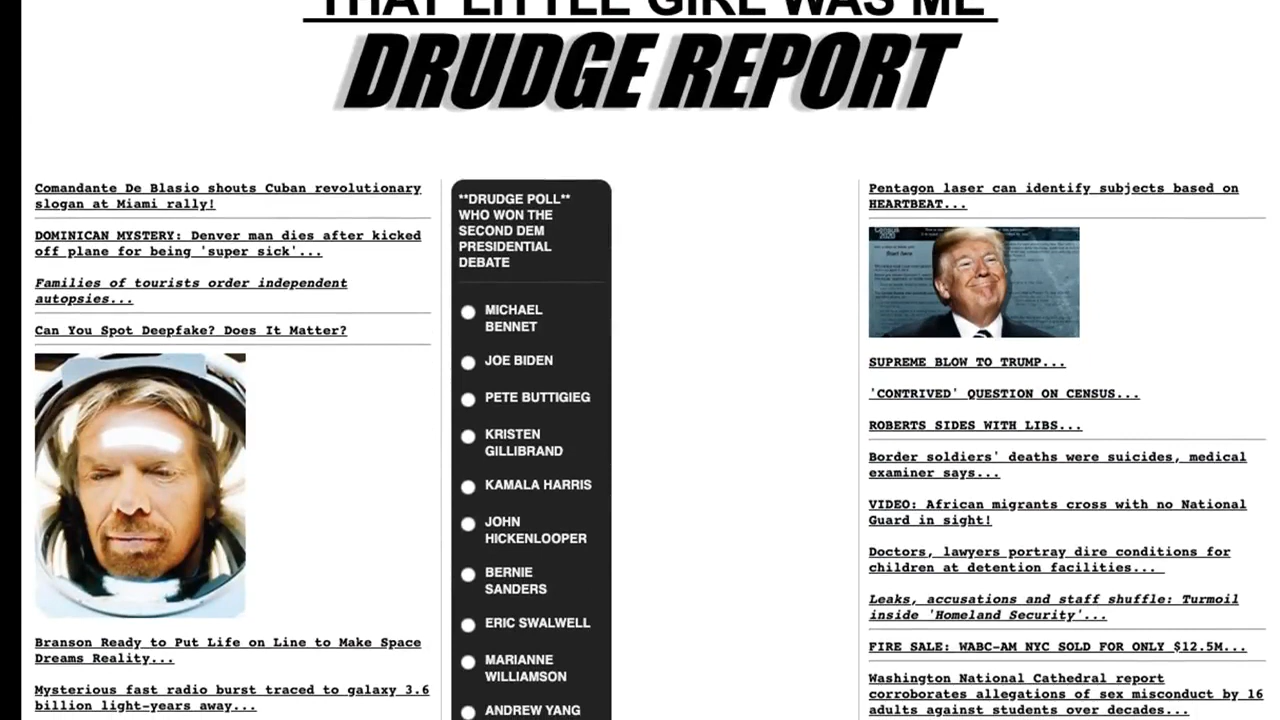 THAT LITTLE GIRL WAS ME
DRUDGE REPORT
Comandante De Blasio shouts Cuban revolutionary
slogan at Miami rally!
DOMINICAN MYSTERY: Denver man dies after kicked
off plane for being 'super sick'...
Families of tourists order independent
autopsies...
Can You Spot Deepfake? Does It Matter?
Branson Ready to Put Life on Line to Make Space
Dreams Reality...
Mysterious fast radio burst traced to galaxy 3.6
billion light-years away...
**DRUDGE POLL**
WHO WON THE
SECOND DEM
PRESIDENTIAL
DEBATE
MICHAEL
BENNET
JOE BIDEN
PETE BUTTIGIEG
KRISTEN
GILLIBRAND
KAMALA HARRIS
JOHN
HICKENLOOPER
BERNIE
SANDERS
ERIC SWALWELL
MARIANNE
WILLIAMSON
ANDREW YANG
Pentagon laser can identify subjects based on
HEARTBEAT...
Census
2020
Start here
SUPREME BLOW TO TRUMP...
'CONTRIVED' QUESTION ON CENSUS...
ROBERTS SIDES WITH LIBS...
Border soldiers' deaths were suicides, medical
examiner says...
VIDEO: African migrants cross with no National
Guard in sight!
Doctors, lawyers portray dire conditions for
children at detention facilities...
Leaks, accusations and staff shuffle: Turmoil
inside 'Homeland Security'...
FIRE SALE: WABC-AM NYC SOLD FOR ONLY $12.5M...
Washington National Cathedral report
corroborates allegations of sex misconduct by 16
adults against students over decades...